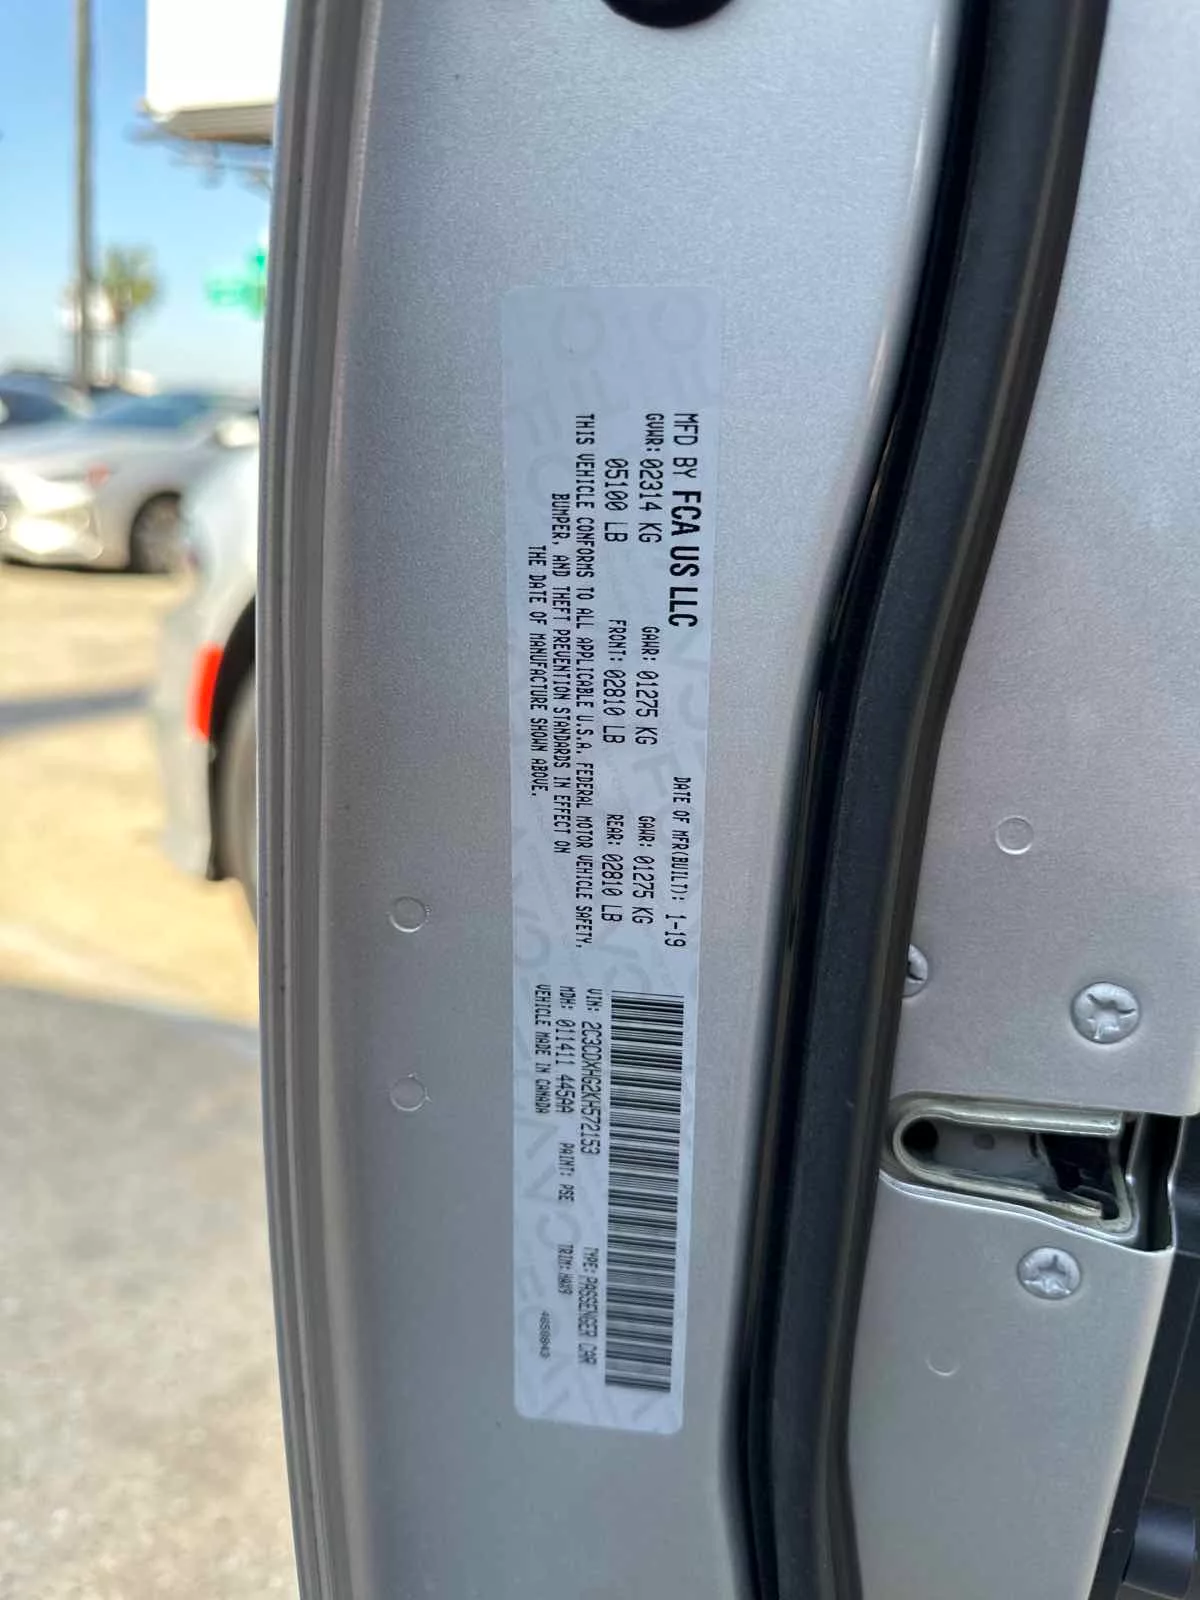 MFD BY FCA US LLC DATE OF MFR(BUILT): 1-19
GVWR: 02314 KG GAWR: 01275 KG GAWR: 01275 KG
05100 LB FRONT: 02810 LB REAR: 02810 LB
THIS VEHICLE CONFORMS TO ALL APPLICABLE U.S.A. FEDERAL MOTOR VEHICLE SAFETY,
BUMPER, AND THEFT PREVENTION STANDARDS IN EFFECT ON
THE DATE OF MANUFACTURE SHOWN ABOVE.
VIN: 2C3CDXHG2KH572153 TYPE: PASSENGER CAR
MDH: 011411 445AA PAINT: PSE TRIM: HAX9
VEHICLE MADE IN CANADA